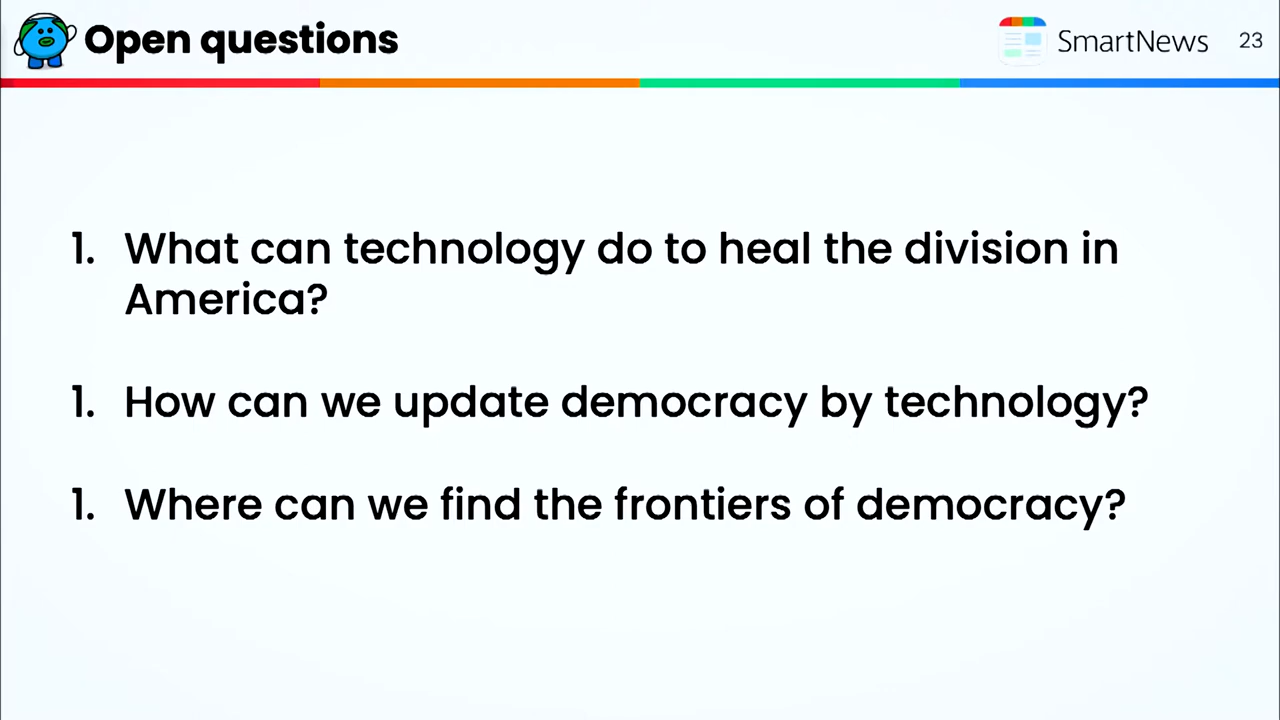 Open questions
SmartNews 23
1. What can technology do to heal the division in
America?
1. How can we update democracy by technology?
1. Where can we find the frontiers of democracy?